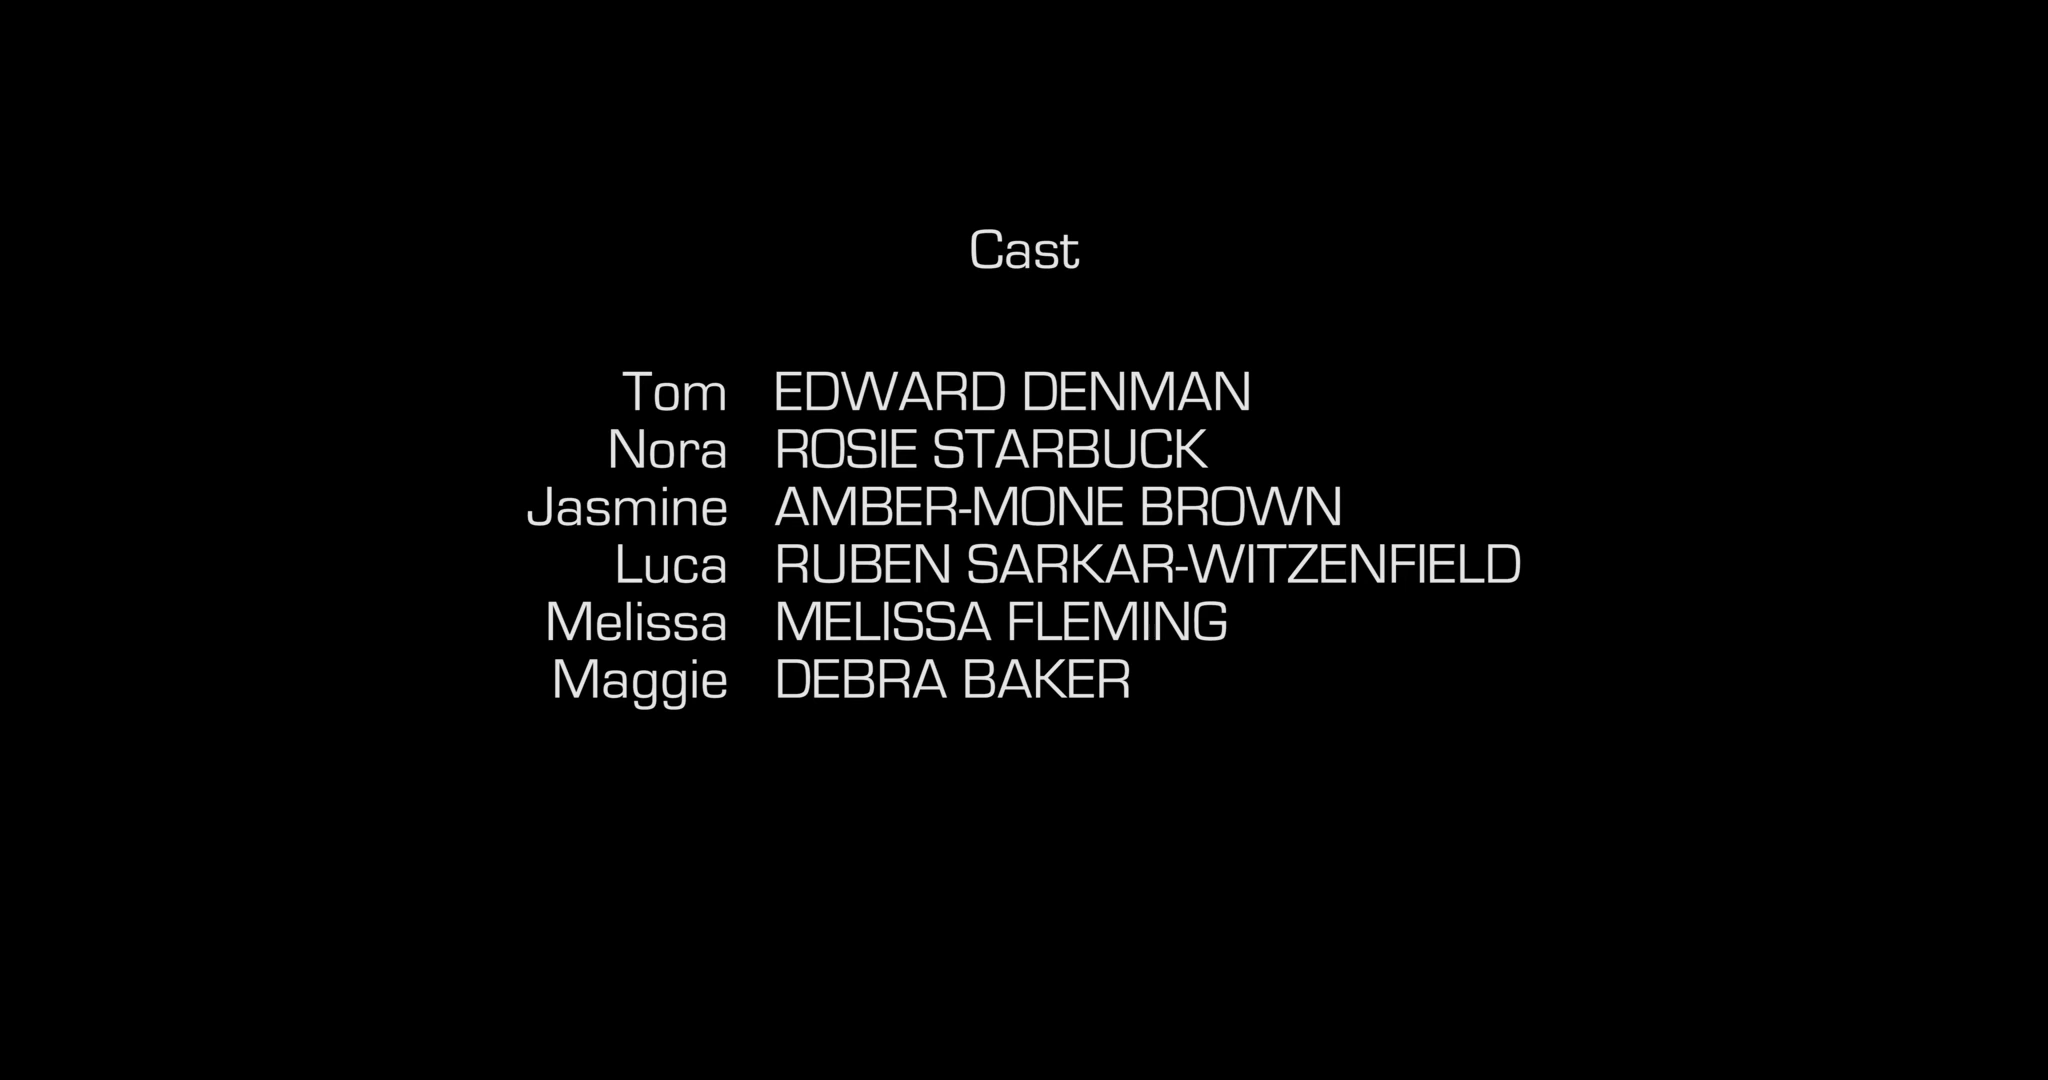 Cast
Tom EDWARD DENMAN
Nora ROSIE STARBUCK
Jasmine AMBER-MONE BROWN
Luca RUBEN SARKAR-WITZENFIELD
Melissa MELISSA FLEMING
Maggie DEBRA BAKER